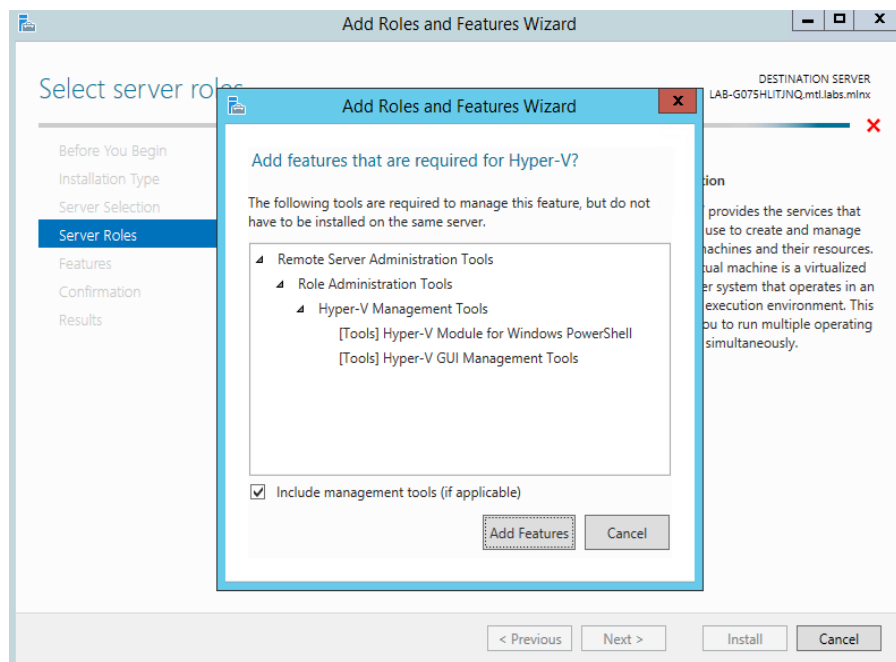 Add Roles and Features Wizard
Select server roles
DESTINATION SERVER
LAB-G075HLITJNQ.mtl.labs.mlnx
Before You Begin
Installation Type
Server Selection
Server Roles
Features
Confirmation
Results
Add Roles and Features Wizard
x
Add features that are required for Hyper-V?
The following tools are required to manage this feature, but do not
have to be installed on the same server.
Remote Server Administration Tools
Role Administration Tools
Hyper-V Management Tools
[Tools] Hyper-V Module for Windows PowerShell
[Tools] Hyper-V GUI Management Tools
Include management tools (if applicable)
Add Features
Cancel
provides the services that
use to create and manage
and their resources.
machine is a virtualized
system that operates in an
execution environment. This
to run multiple operating
simultaneously.
< Previous
Next >
Install
Cancel